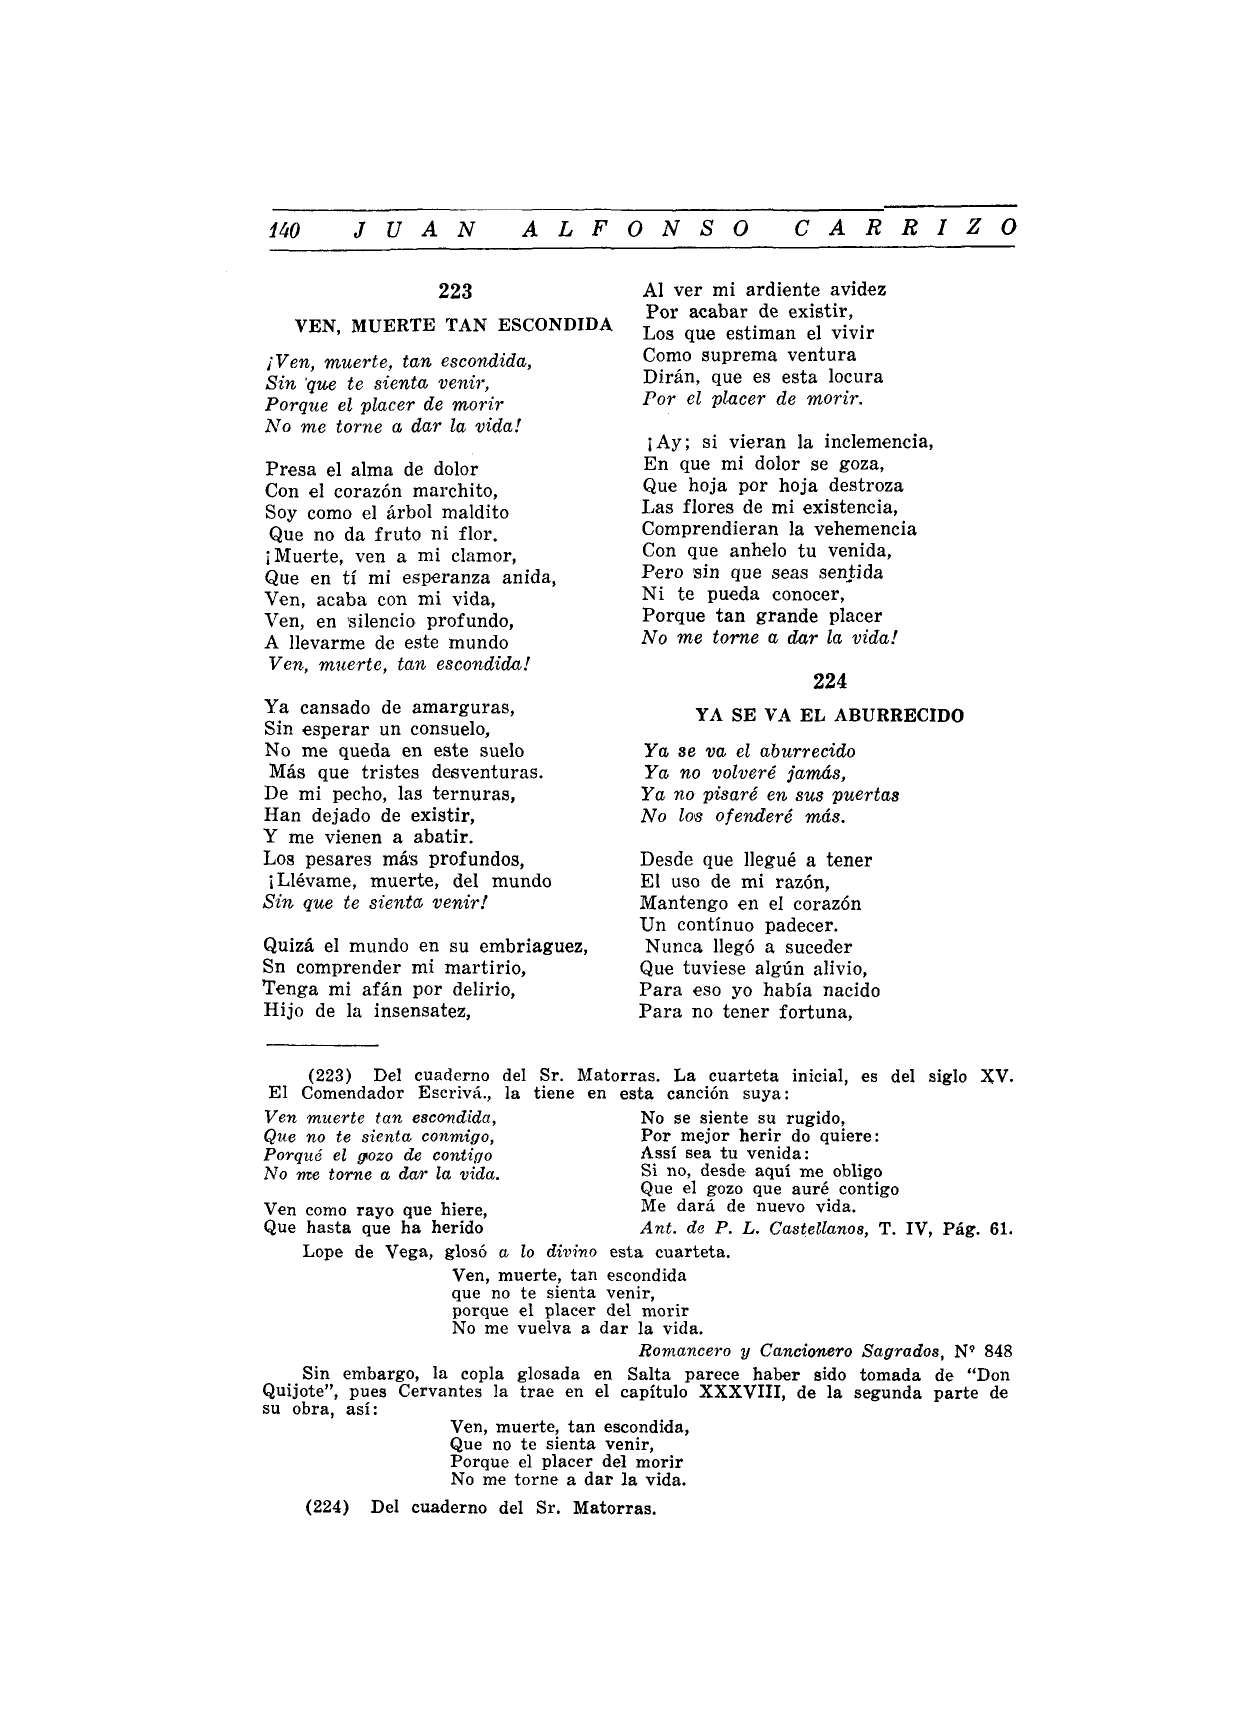 140 JUAN ALFONSO CARRIZO
223
VEN, MUERTE TAN ESCONDIDA
¡Ven, muerte, tan escondida,
Sin que te sienta venir,
Porque el placer de morir
No me torne a dar la vida!
Presa el alma de dolor
Con el corazón marchito,
Soy como el árbol maldito
Que no da fruto ni flor.
¡Muerte, ven a mi clamor,
Que en tí mi esperanza anida,
Ven, acaba con mi vida,
Ven, en silencio profundo,
A llevarme de este mundo
Ven, muerte, tan escondida!
Ya cansado de amarguras,
Sin esperar un consuelo,
No me queda en este suelo
Más que tristes desventuras.
De mi pecho, las ternuras,
Han dejado de existir,
Y me vienen a abatir.
Los pesares más profundos,
¡Llévame, muerte, del mundo
Sin que te sienta venir!
Quizá el mundo en su embriaguez,
Sn comprender mi martirio,
Tenga mi afán por delirio,
Hijo de la insensatez,
Al ver mi ardiente avidez
Por acabar de existir,
Los que estiman el vivir
Como suprema ventura
Dirán, que es esta locura
Por el placer de morir.
¡Ay; si vieran la inclemencia,
En que mi dolor se goza,
Que hoja por hoja destroza
Las flores de mi existencia,
Comprendieran la vehemencia
Con que anhelo tu venida,
Pero sin que seas sentida
Ni te pueda conocer,
Porque tan grande placer
No me torne a dar la vida!
224
YA SE VA EL ABURRECIDO
Ya se va el aburrecido
Ya no volveré jamás,
Ya no pisaré en sus puertas
No los ofenderé más.
Desde que llegué a tener
El uso de mi razón,
Mantengo en el corazón
Un contínuo padecer.
Nunca llegó a suceder
Que tuviese algún alivio,
Para eso yo había nacido
Para no tener fortuna,
(223) Del cuaderno del Sr. Matorras. La cuarteta inicial, es del siglo XV.
El Comendador Escrivá., la tiene en esta canción suya:
Ven muerte tan escondida,
Que no te sienta conmigo,
Porqué el gozo de contigo
No me torne a dar la vida.
Ven como rayo que hiere,
Que hasta que ha herido
No se siente su rugido,
Por mejor herir do quiere:
Assí sea tu venida:
Si no, desde aquí me obligo
Que el gozo que auré contigo
Me dará de nuevo vida.
Ant. de P. L. Castellanos, T. IV, Pág. 61.
Lope de Vega, glosó a lo divino esta cuarteta.
Ven, muerte, tan escondida
que no te sienta venir,
porque el placer del morir
No me vuelva a dar la vida.
Romancero y Cancionero Sagrados, Nº 848
Sin embargo, la copla glosada en Salta parece haber sido tomada de “Don
Quijote”, pues Cervantes la trae en el capítulo XXXVIII, de la segunda parte de
su obra, así:
Ven, muerte, tan escondida,
Que no te sienta venir,
Porque el placer del morir
No me torne a dar la vida.
(224) Del cuaderno del Sr. Matorras.